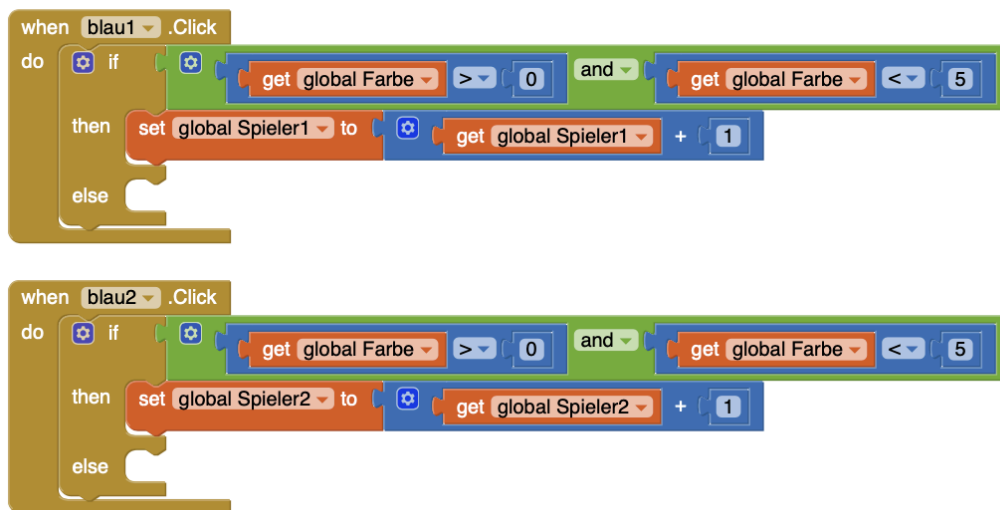 when blau1 .Click
do if get global Farbe > 0 and get global Farbe < 5
then set global Spieler1 to get global Spieler1 + 1
else
when blau2 .Click
do if get global Farbe > 0 and get global Farbe < 5
then set global Spieler2 to get global Spieler2 + 1
else